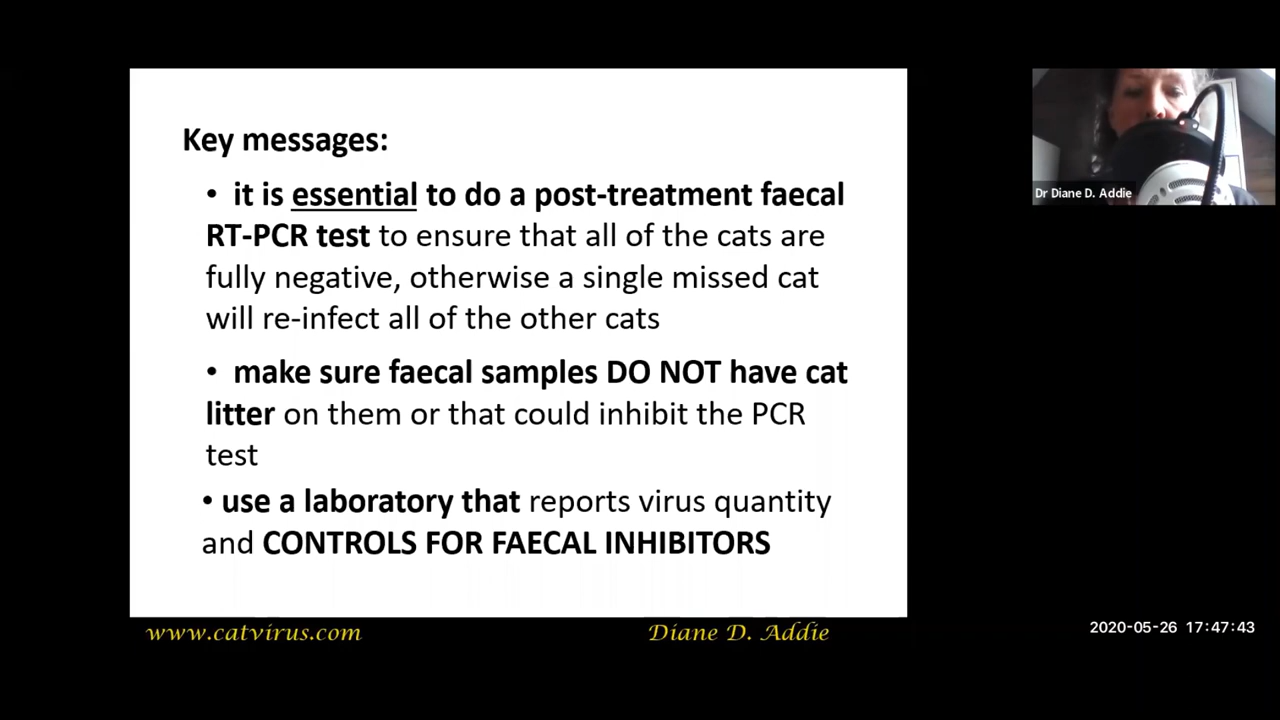 Key messages:
• it is essential to do a post-treatment faecal
RT-PCR test to ensure that all of the cats are
fully negative, otherwise a single missed cat
will re-infect all of the other cats
• make sure faecal samples DO NOT have cat
litter on them or that could inhibit the PCR
test
• use a laboratory that reports virus quantity
and CONTROLS FOR FAECAL INHIBITORS
www.catvirus.com
Diane D. Addie
Dr Diane D. Addie
2020-05-26 17:47:43